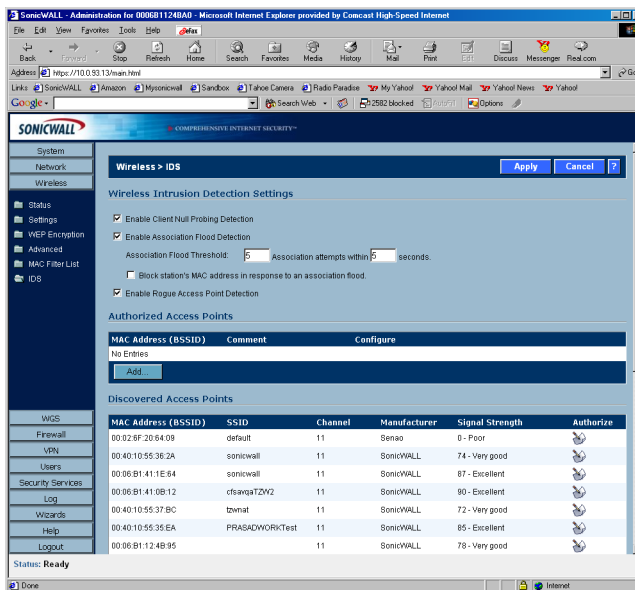 SonicWALL - Administration for 0006B1124BA0 - Microsoft Internet Explorer provided by Comcast High-Speed Internet
File Edit View Favorites Tools Help eFax
Back Forward Stop Refresh Home Search Favorites Media History Mail Print Edit Discuss Messenger Real.com
Address https://10.0.93.13/main.html Go
Links SonicWALL Amazon Mysonicwall Sandbox Tahoe Camera Radio Paradise My Yahoo! Yahoo! Mail Yahoo! News Yahoo!
Google Search Web 2582 blocked AutoFill Options
SONICWALL COMPREHENSIVE INTERNET SECURITY™
System
Network
Wireless
Status
Settings
WEP Encryption
Advanced
MAC Filter List
IDS
WGS
Firewall
VPN
Users
Security Services
Log
Wizards
Help
Logout
Wireless > IDS Apply Cancel ?
Wireless Intrusion Detection Settings
Enable Client Null Probing Detection
Enable Association Flood Detection
Association Flood Threshold: 5 Association attempts within 5 seconds.
Block station's MAC address in response to an association flood.
Enable Rogue Access Point Detection
Authorized Access Points
MAC Address (BSSID) Comment Configure
No Entries
Add...
Discovered Access Points
MAC Address (BSSID) SSID Channel Manufacturer Signal Strength Authorize
00:02:6F:20:64:09 default 11 Senao 0 - Poor
00:40:10:55:36:2A sonicwall 11 SonicWALL 74 - Very good
00:06:B1:41:1E:64 sonicwall 11 SonicWALL 87 - Excellent
00:06:B1:41:0B:12 cfsavqaTZW2 11 SonicWALL 90 - Excellent
00:40:10:55:37:BC tzwnat 11 SonicWALL 72 - Very good
00:40:10:55:35:EA PRASADWORKTest 11 SonicWALL 85 - Excellent
00:06:B1:12:4B:95 11 SonicWALL 78 - Very good
Status: Ready
Done Internet